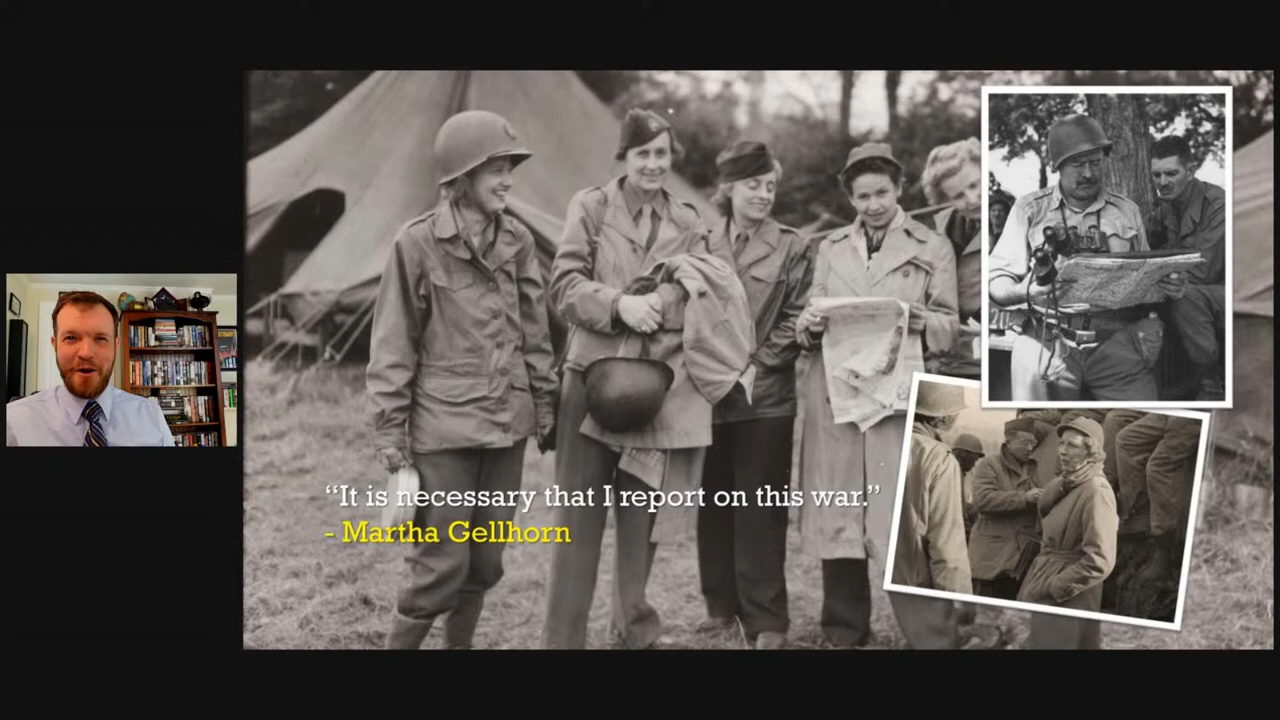 “It is necessary that I report on this war.”
- Martha Gellhorn